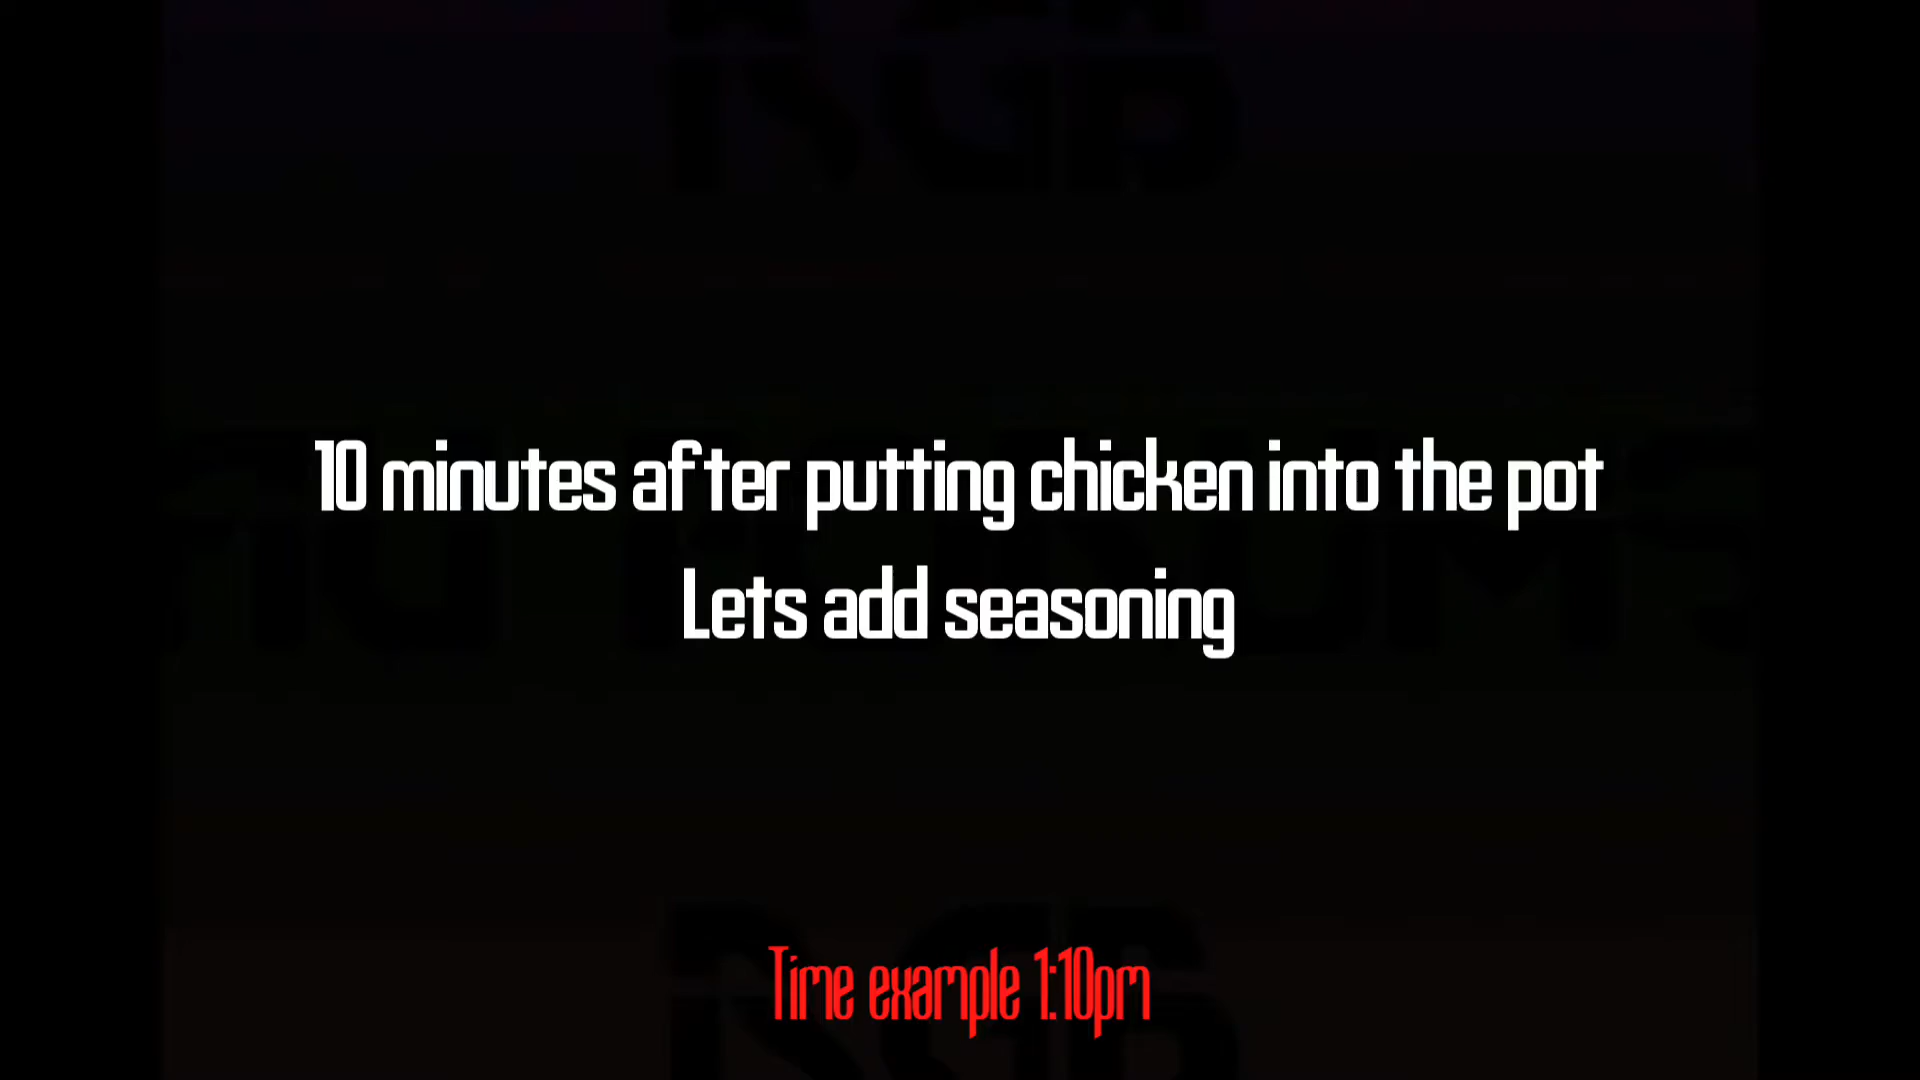 10 minutes after putting chicken into the pot
Lets add seasoning
Time example 1:10pm